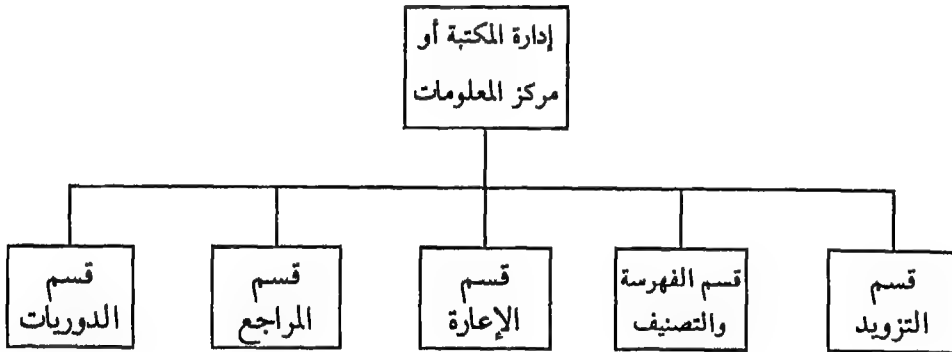 إدارة المكتبة أو
مركز المعلومات
قسم
التزويد
قسم الفهرسة
والتصنيف
قسم
الإعارة
قسم
المراجع
قسم
الدوريات